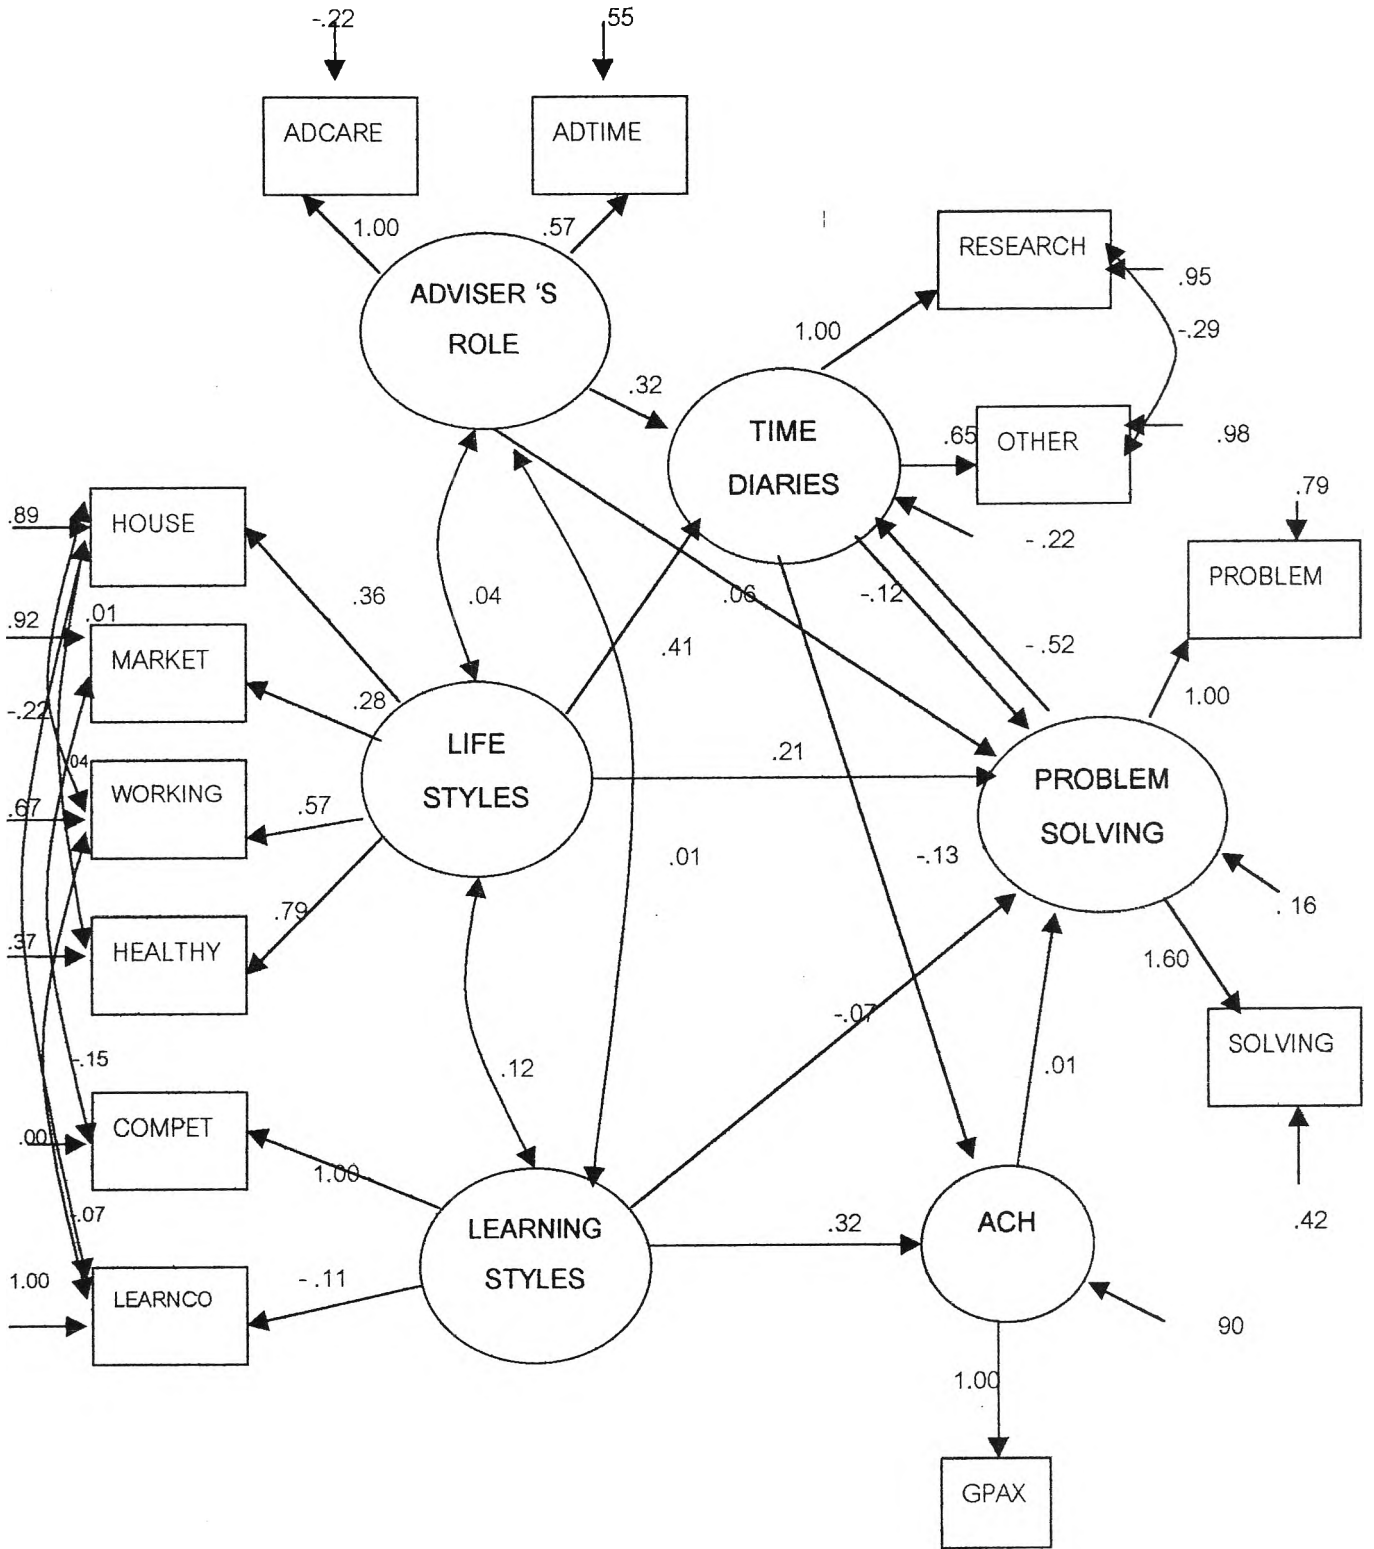 -.22
.55
ADCARE
ADTIME
1.00
.57
RESEARCH
.95
ADVISER 'S
ROLE
1.00
-.29
.32
TIME
DIARIES
.65
OTHER
.98
.79
.89
HOUSE
-.22
PROBLEM
.36
.04
.06
-.12
.92
.01
MARKET
.41
-.52
1.00
.28
-.22
LIFE
STYLES
.21
PROBLEM
SOLVING
.04
WORKING
.67
.57
.01
-.13
.79
.16
.37
HEALTHY
1.60
-.07
SOLVING
-.15
.12
.01
COMPET
.00
1.00
.42
-.07
LEARNING
STYLES
.32
ACH
1.00
LEARNCO
-.11
90
1.00
GPAX